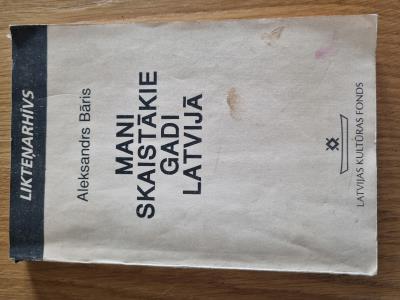 LIKTEŅARHĪVS
Aleksandrs Bāris
MANI
SKAISTĀKIE
GADI
LATVIJĀ
LATVIJAS KULTŪRAS FONDS